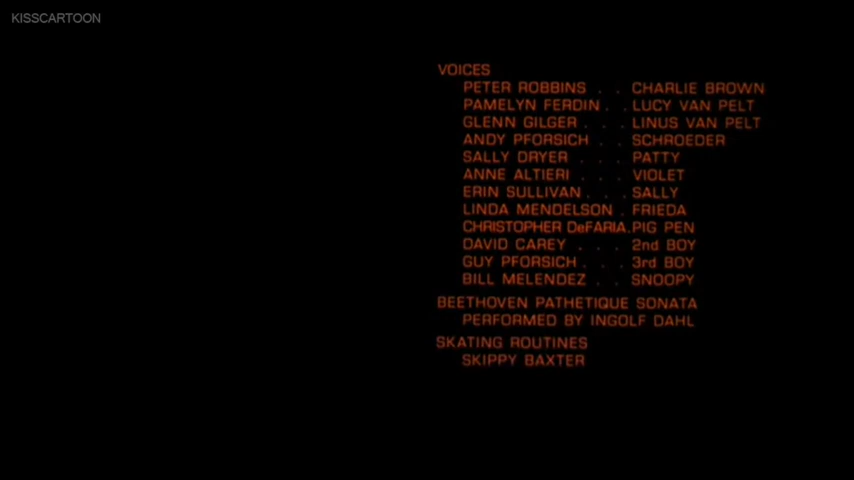 KISSCARTOON
VOICES
PETER ROBBINS . . CHARLIE BROWN
PAMELYN FERDIN . . LUCY VAN PELT
GLENN GILGER . . . LINUS VAN PELT
ANDY PFORSICH . . SCHROEDER
SALLY DRYER . . . PATTY
ANNE ALTIERI . . . VIOLET
ERIN SULLIVAN . . . SALLY
LINDA MENDELSON . FRIEDA
CHRISTOPHER DeFARIA . PIG PEN
DAVID CAREY . . . 2nd BOY
GUY PFORSICH . . . 3rd BOY
BILL MELENDEZ . . SNOOPY
BEETHOVEN PATHETIQUE SONATA
PERFORMED BY INGOLF DAHL
SKATING ROUTINES
SKIPPY BAXTER